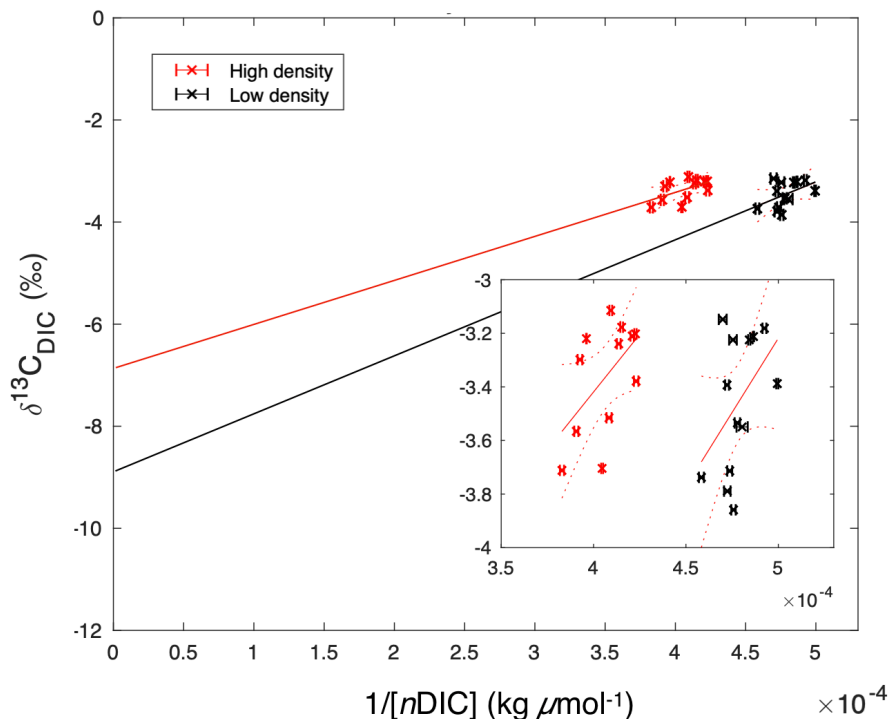 0
-2
-4
-6
-8
-10
-12
δ¹³C_DIC (‰)
High density
Low density
-3
-3.2
-3.4
-3.6
-3.8
-4
3.5 4 4.5 5
×10⁻⁴
0 0.5 1 1.5 2 2.5 3 3.5 4 4.5 5
1/[nDIC] (kg μmol⁻¹) ×10⁻⁴